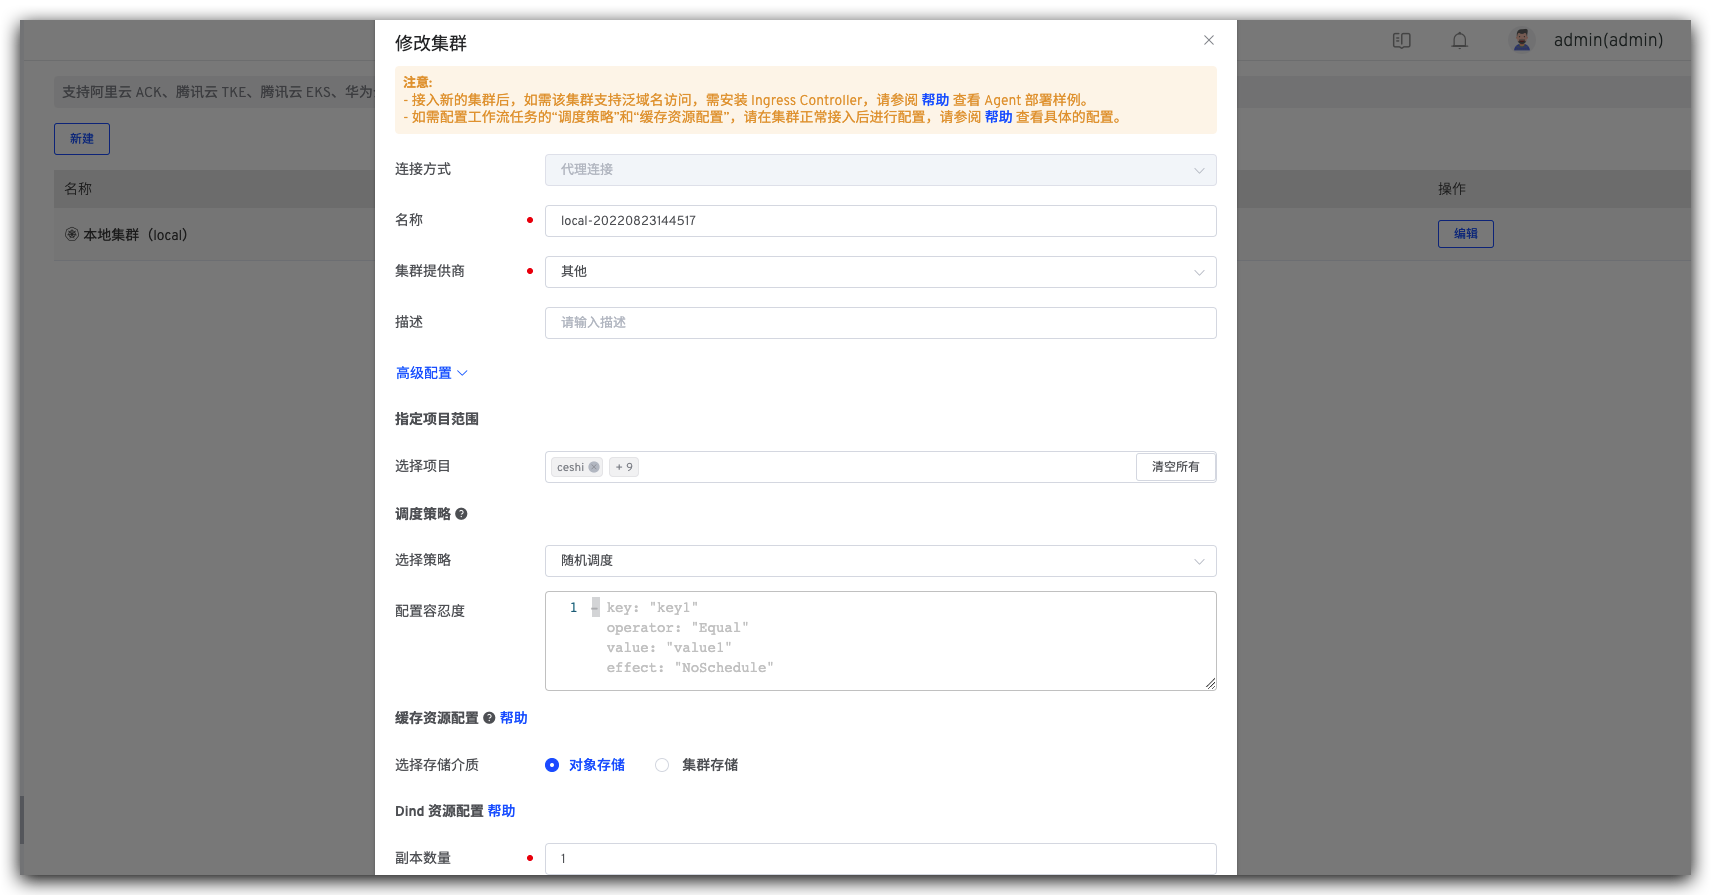 修改集群
admin(admin)
注意:
- 接入新的集群后，如需该集群支持泛域名访问，需安装 Ingress Controller，请参阅 帮助 查看 Agent 部署样例。
- 如需配置工作流任务的“调度策略”和“缓存资源配置”，请在集群正常接入后进行配置，请参阅 帮助 查看具体的配置。
支持阿里云 ACK、腾讯云 TKE、腾讯云 EKS、华为
新建
名称
操作
本地集群（local）
编辑
连接方式
代理连接
名称
local-20220823144517
集群提供商
其他
描述
请输入描述
高级配置
指定项目范围
选择项目
ceshi
+ 9
清空所有
调度策略
选择策略
随机调度
配置容忍度
1
- key: "key1"
operator: "Equal"
value: "value1"
effect: "NoSchedule"
缓存资源配置 帮助
选择存储介质
对象存储
集群存储
Dind 资源配置 帮助
副本数量
1